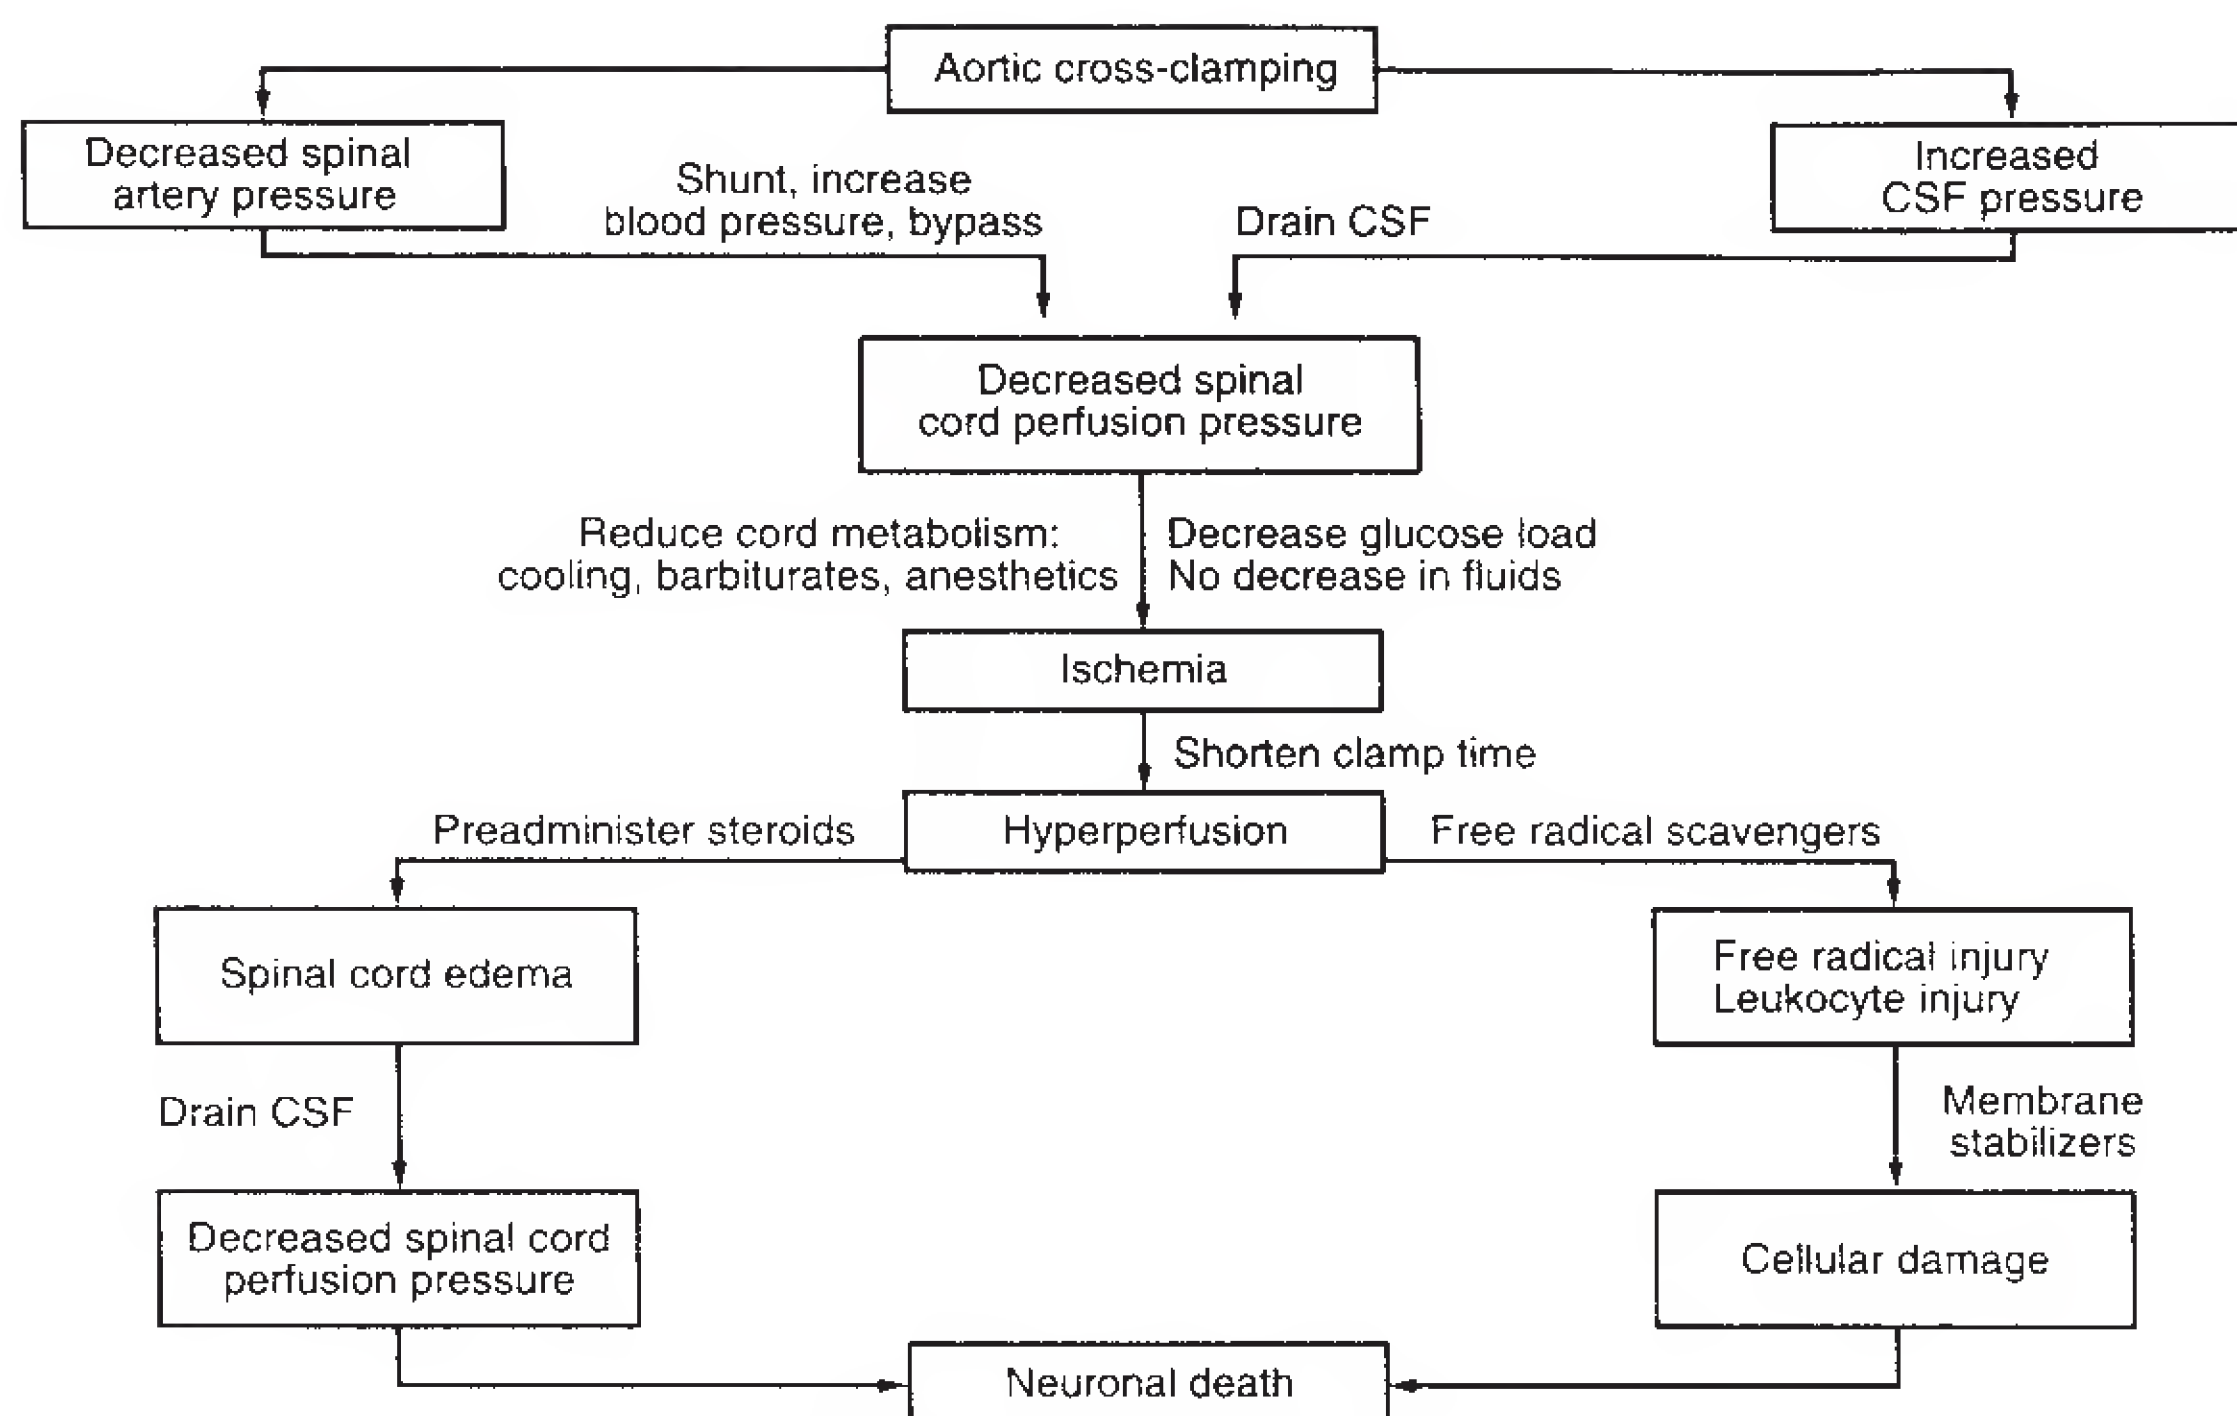 Aortic cross-clamping
Decreased spinal
artery pressure
Increased
CSF pressure
Shunt, increase
blood pressure, bypass
Drain CSF
Decreased spinal
cord perfusion pressure
Reduce cord metabolism:
cooling, barbiturates, anesthetics
Decrease glucose load
No decrease in fluids
Ischemia
Shorten clamp time
Preadminister steroids
Hyperperfusion
Free radical scavengers
Spinal cord edema
Free radical injury
Leukocyte injury
Drain CSF
Membrane
stabilizers
Decreased spinal cord
perfusion pressure
Cellular damage
Neuronal death